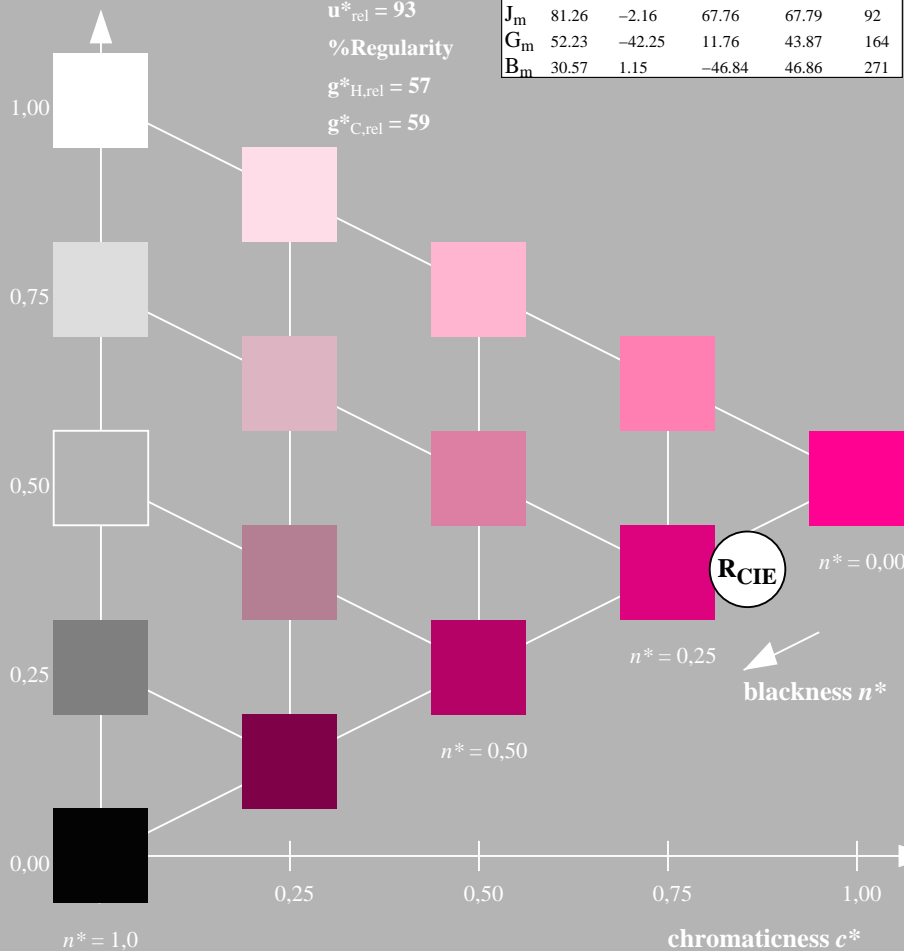 u*rel = 93
%Regularity
g*H,rel = 57
g*C,rel = 59
Jm 81.26 −2.16 67.76 67.79 92
Gm 52.23 −42.25 11.76 43.87 164
Bm 30.57 1.15 −46.84 46.86 271
1,00
0,75
0,50
0,25
0,00
RCIE
n* = 0,00
n* = 0,25
blackness n*
n* = 0,50
0,25 0,50 0,75 1,00
n* = 1,0
chromaticness c*